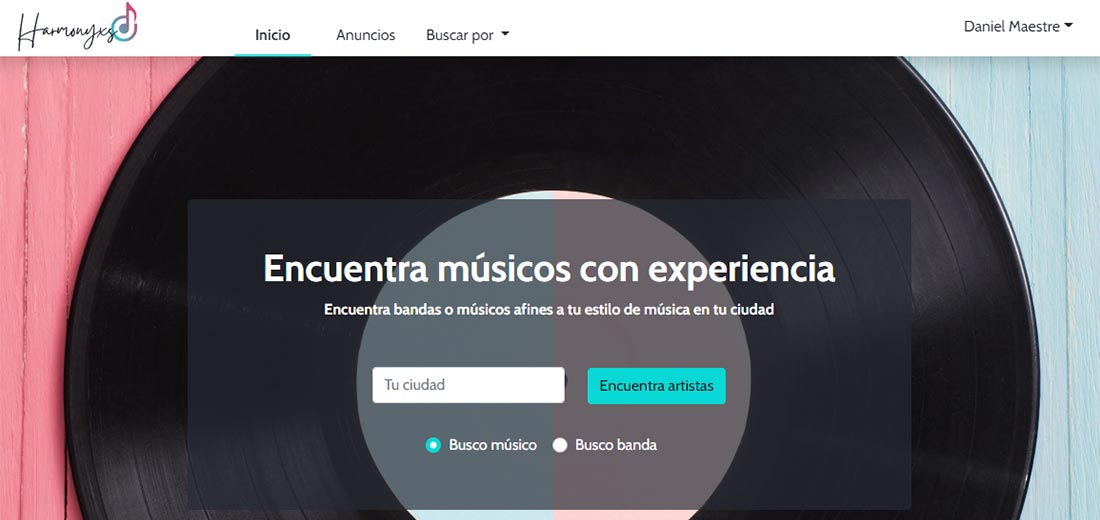 Harmonyxs
Inicio
Anuncios
Buscar por
Daniel Maestre
Encuentra músicos con experiencia
Encuentra bandas o músicos afines a tu estilo de música en tu ciudad
Tu ciudad
Encuentra artistas
Busco músico
Busco banda